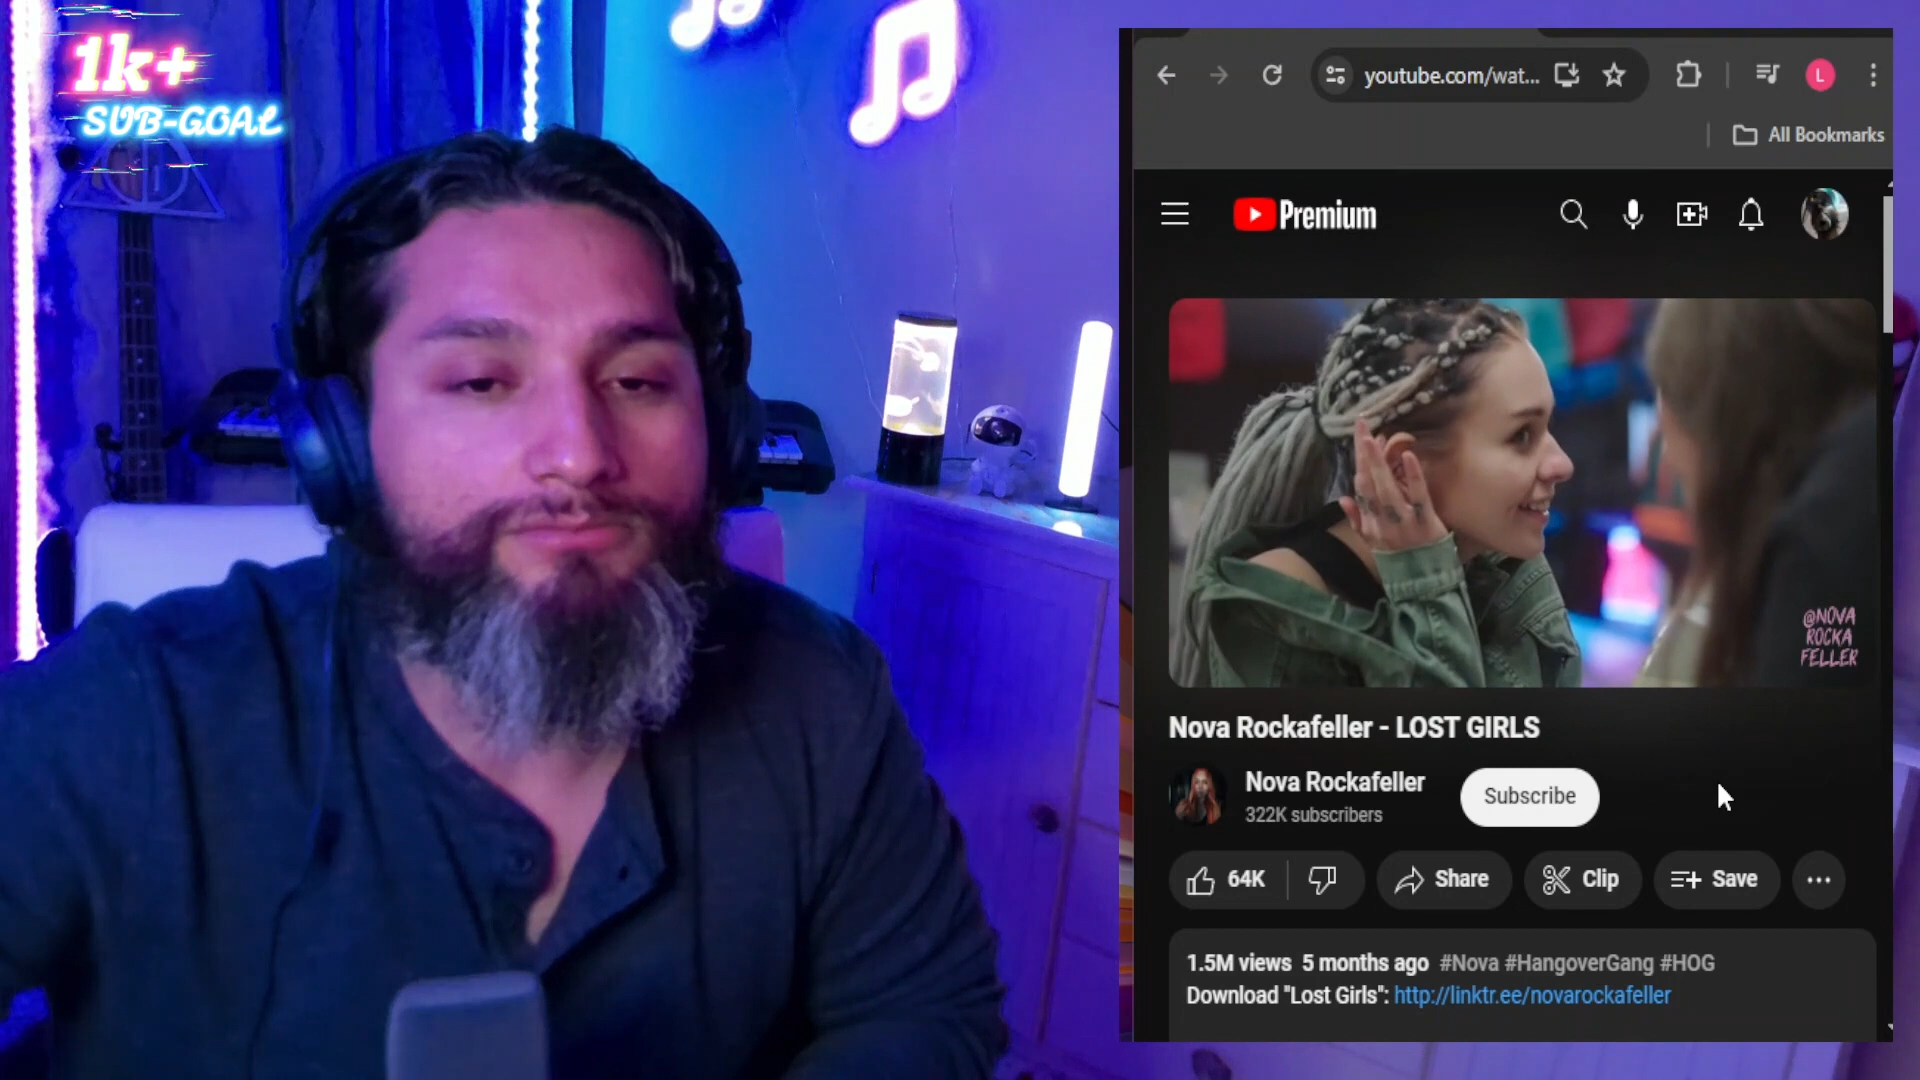 1k+
SUB-GOAL
youtube.com/wat...
L
All Bookmarks
Premium
@NOVA
ROCKA
FELLER
Nova Rockafeller - LOST GIRLS
Nova Rockafeller
322K subscribers
Subscribe
64K
Share
Clip
Save
1.5M views 5 months ago #Nova #HangoverGang #HOG
Download "Lost Girls": http://linktr.ee/novarockafeller